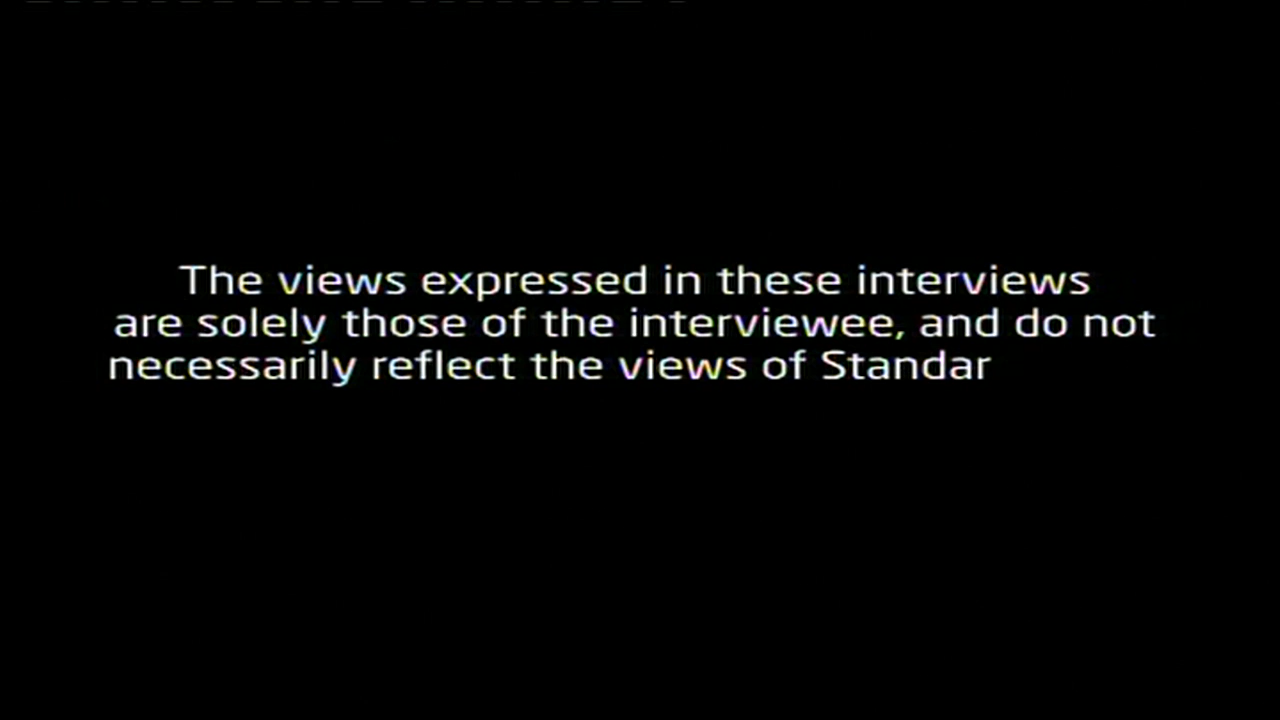 The views expressed in these interviews
are solely those of the interviewee, and do not
necessarily reflect the views of Standar